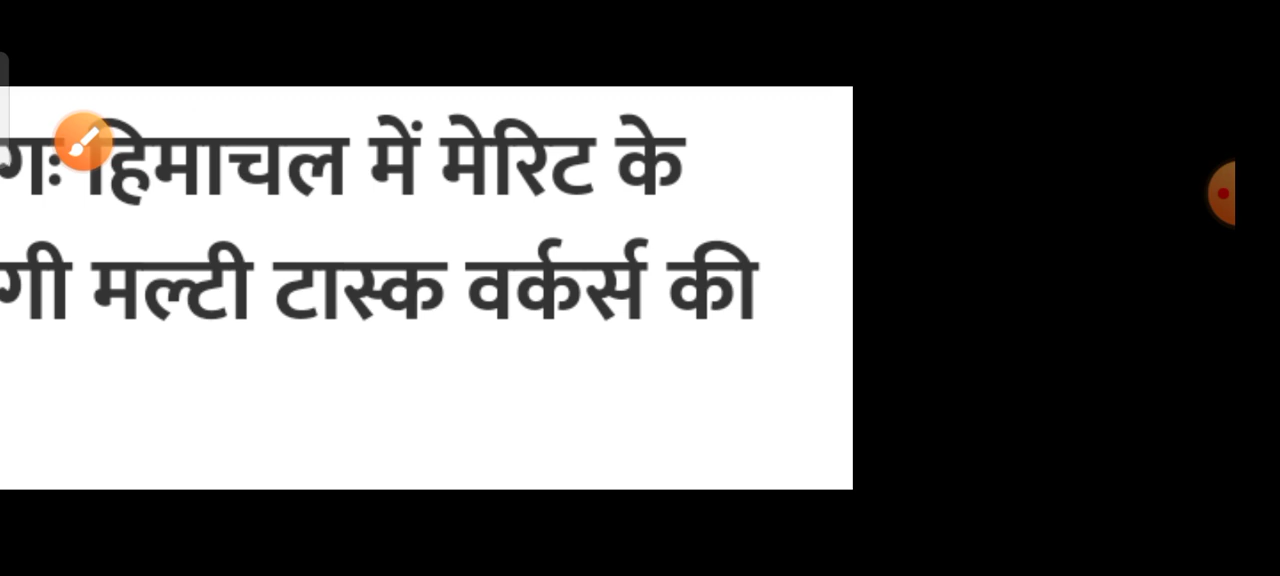 हिमाचल में मेरिट के
मल्टी टास्क वर्कर्स की